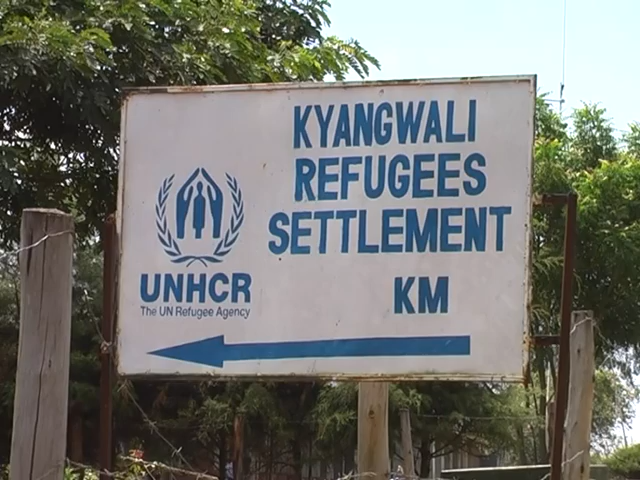 KYANGWALI
REFUGEES
SETTLEMENT
KM
UNHCR
The UN Refugee Agency